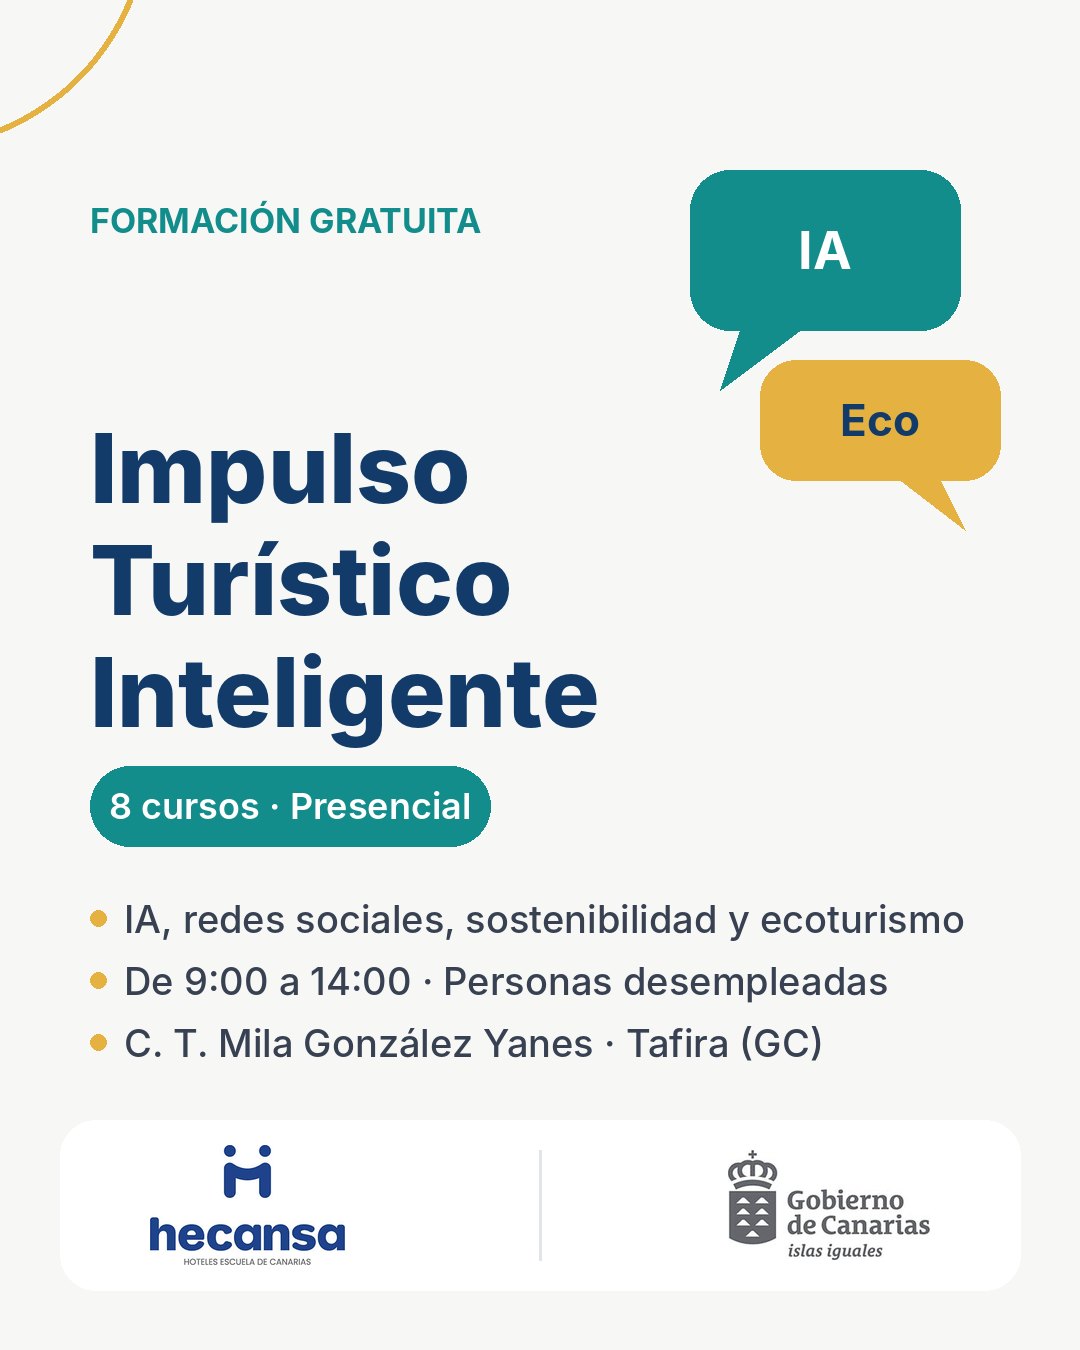 FORMACIÓN GRATUITA
IA
Eco
Impulso
Turístico
Inteligente
8 cursos · Presencial
IA, redes sociales, sostenibilidad y ecoturismo
De 9:00 a 14:00 · Personas desempleadas
C. T. Mila González Yanes · Tafira (GC)
hecansa
HOTELES ESCUELA DE CANARIAS
Gobierno
de Canarias
islas iguales